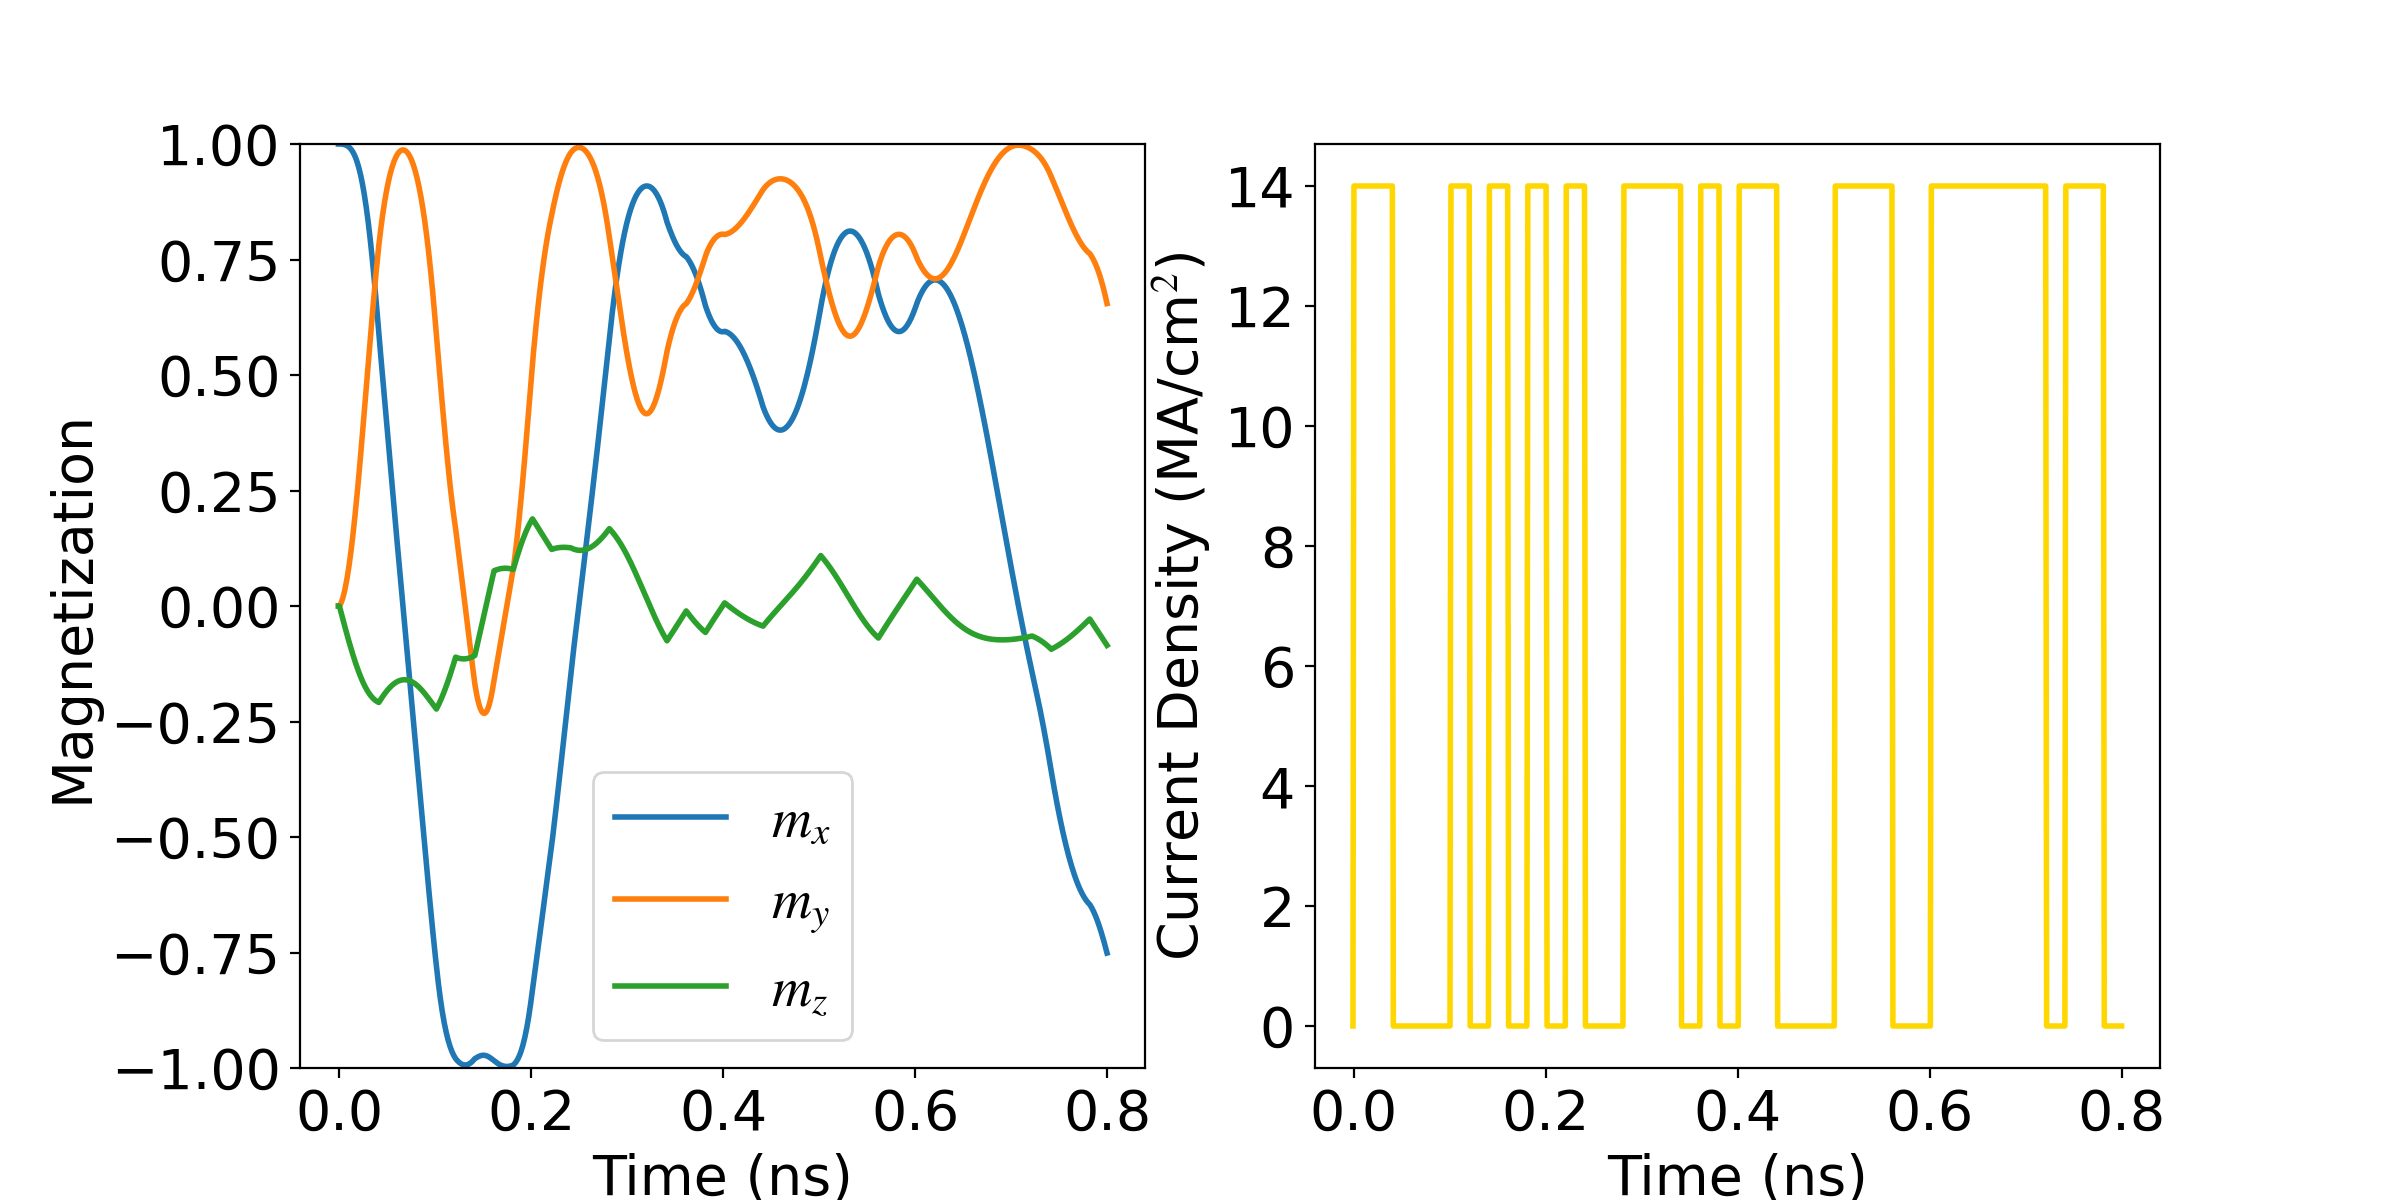 1.00
0.75
0.50
0.25
0.00
−0.25
−0.50
−0.75
−1.00
Magnetization
0.0 0.2 0.4 0.6 0.8
Time (ns)
m_x
m_y
m_z
14
12
10
8
6
4
2
0
Current Density (MA/cm²)
0.0 0.2 0.4 0.6 0.8
Time (ns)